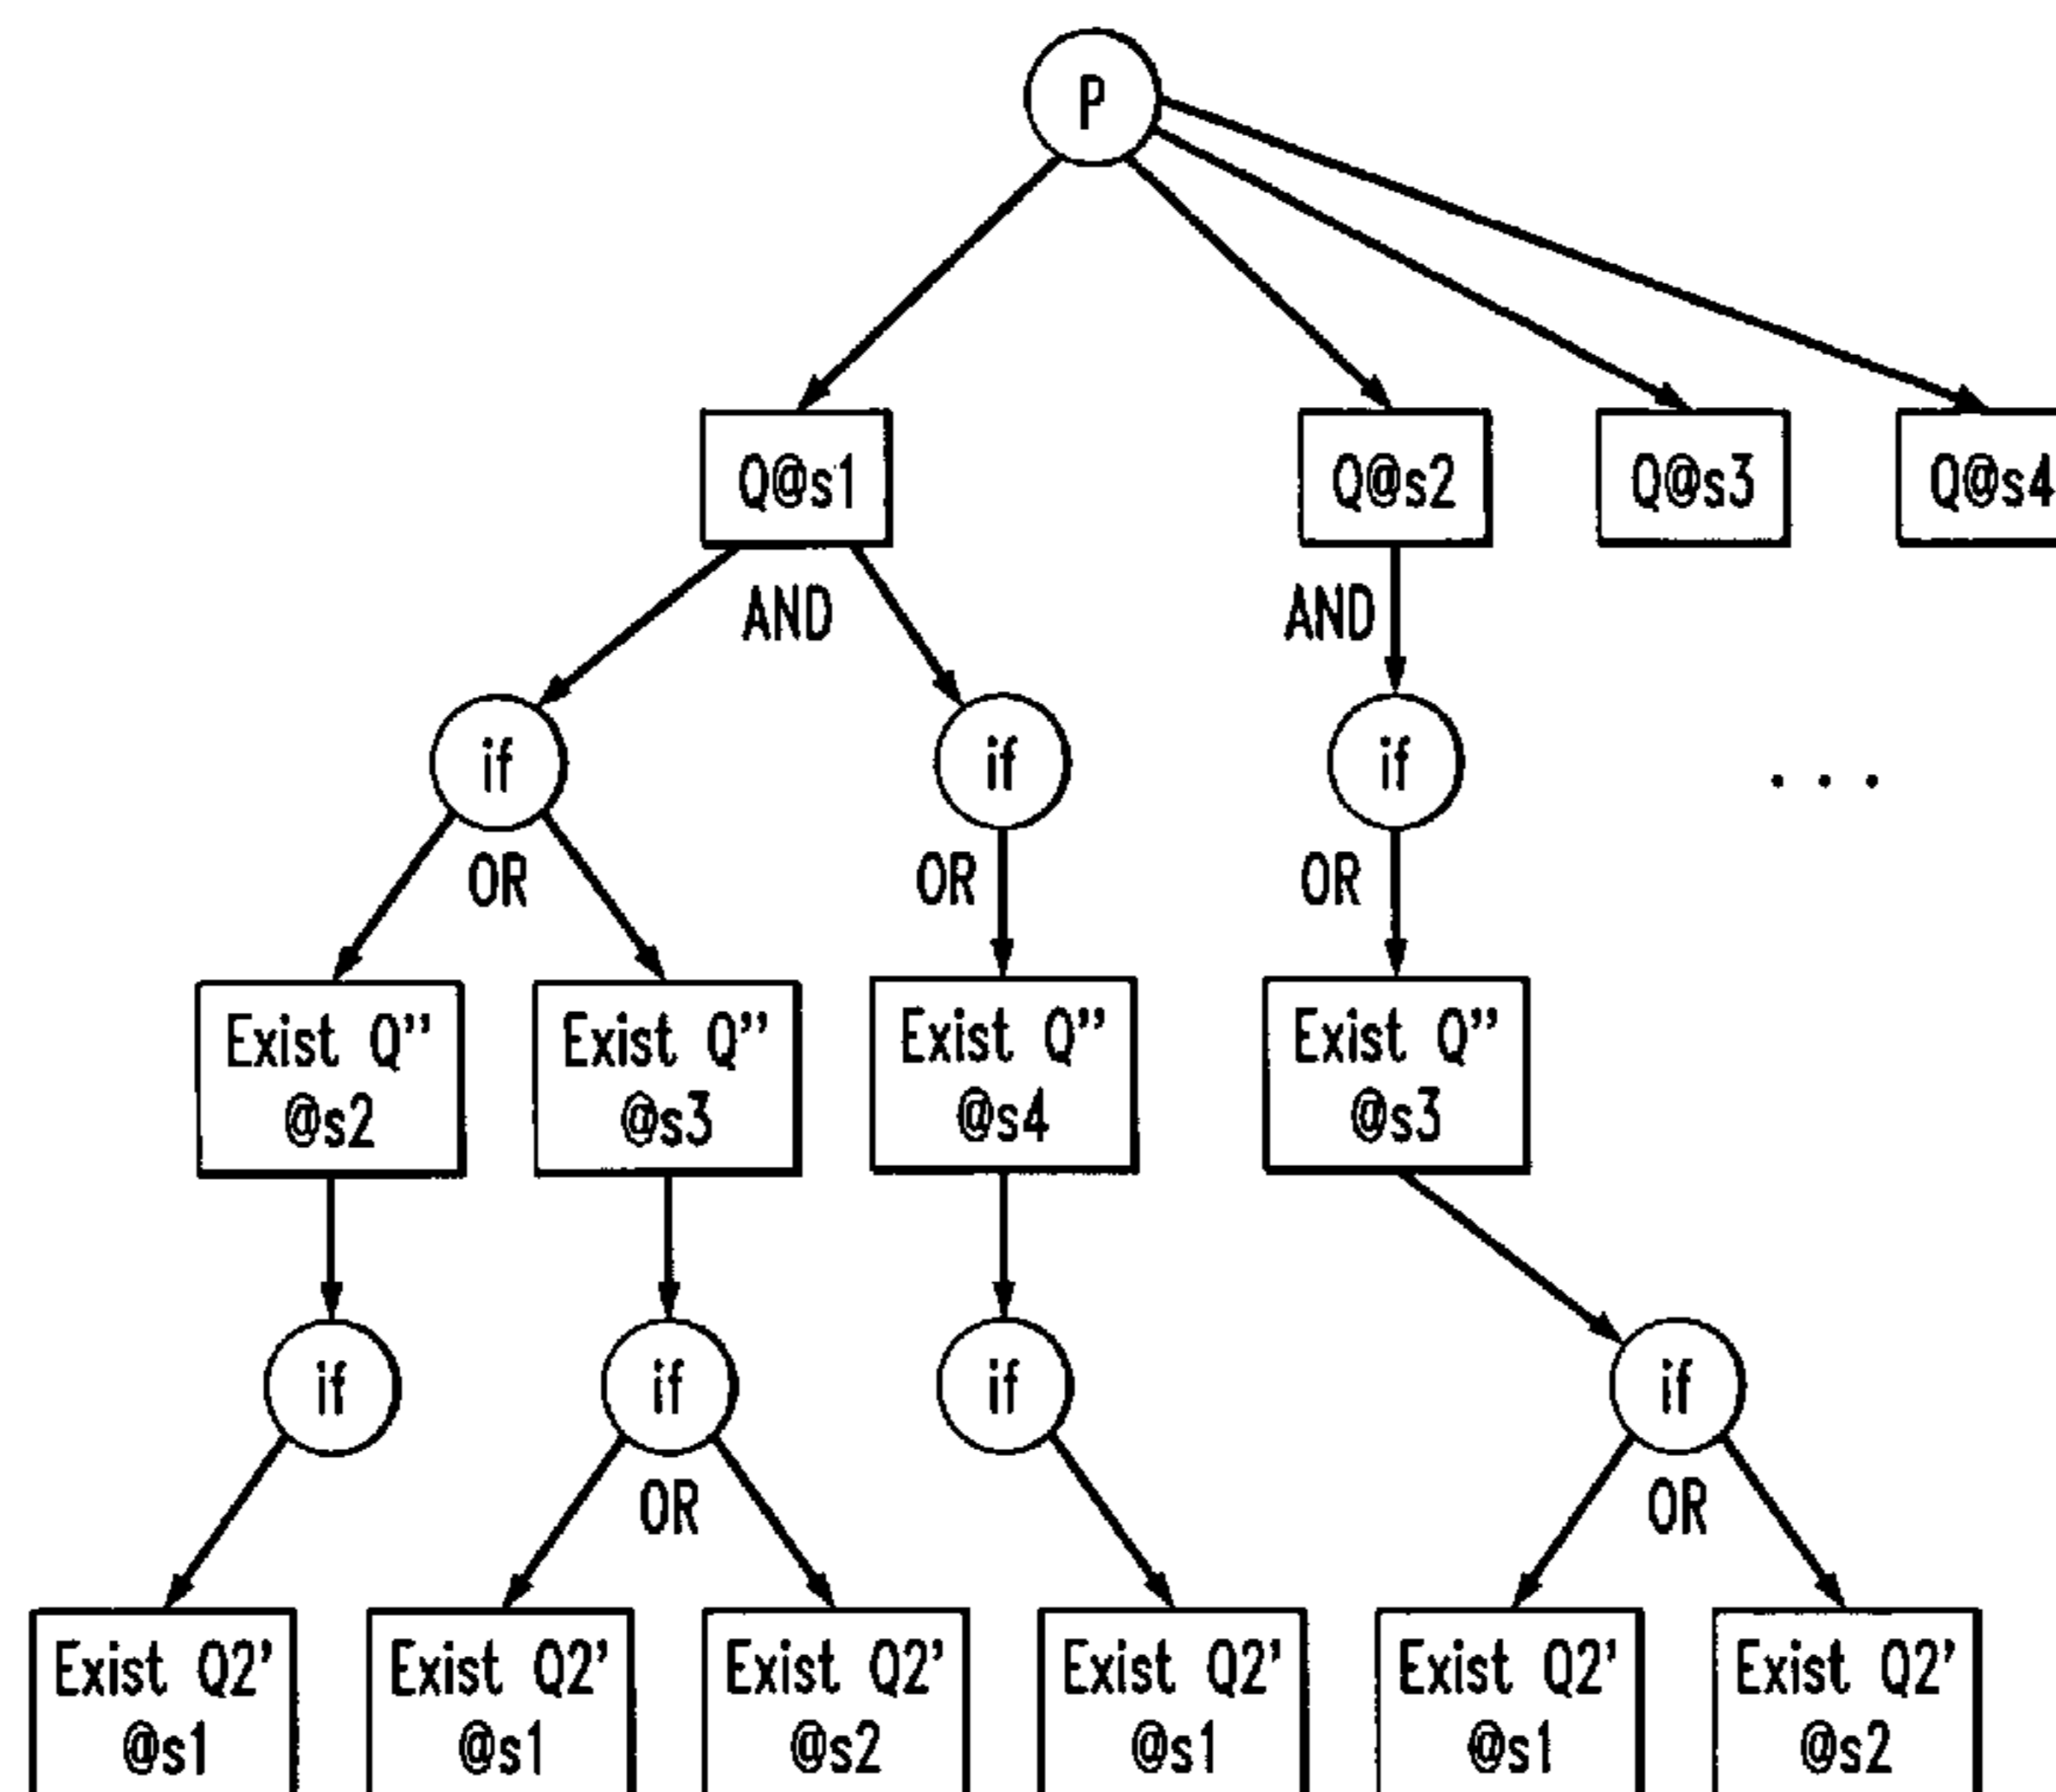 P
Q@s1
Q@s2
Q@s3
Q@s4
AND
AND
if
if
if
. . .
OR
OR
OR
Exist Q”
@s2
Exist Q”
@s3
Exist Q”
@s4
Exist Q”
@s3
if
if
if
if
OR
OR
Exist Q2’
@s1
Exist Q2’
@s1
Exist Q2’
@s2
Exist Q2’
@s1
Exist Q2’
@s1
Exist Q2’
@s2